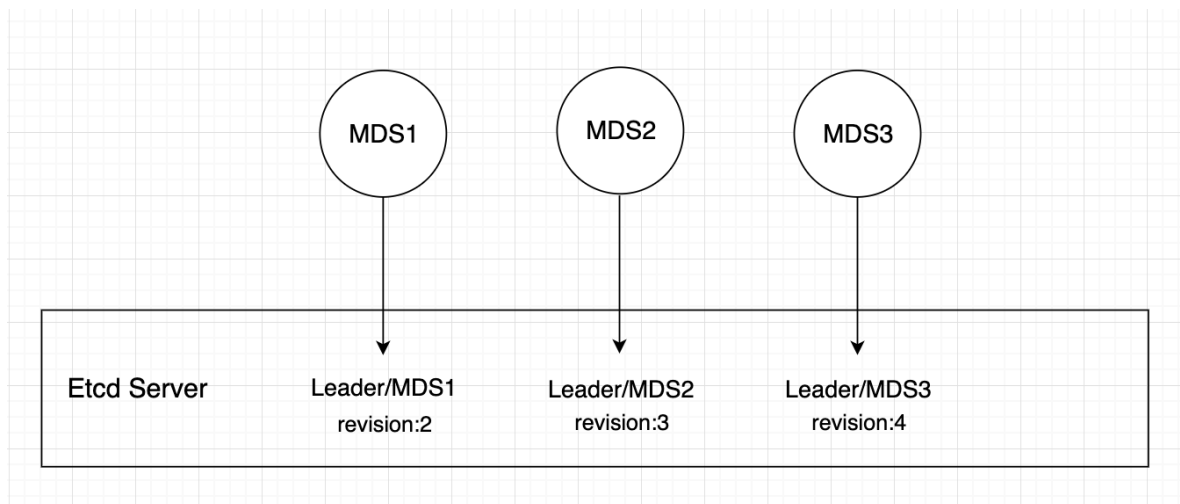 MDS1
MDS2
MDS3
Etcd Server
Leader/MDS1
revision:2
Leader/MDS2
revision:3
Leader/MDS3
revision:4